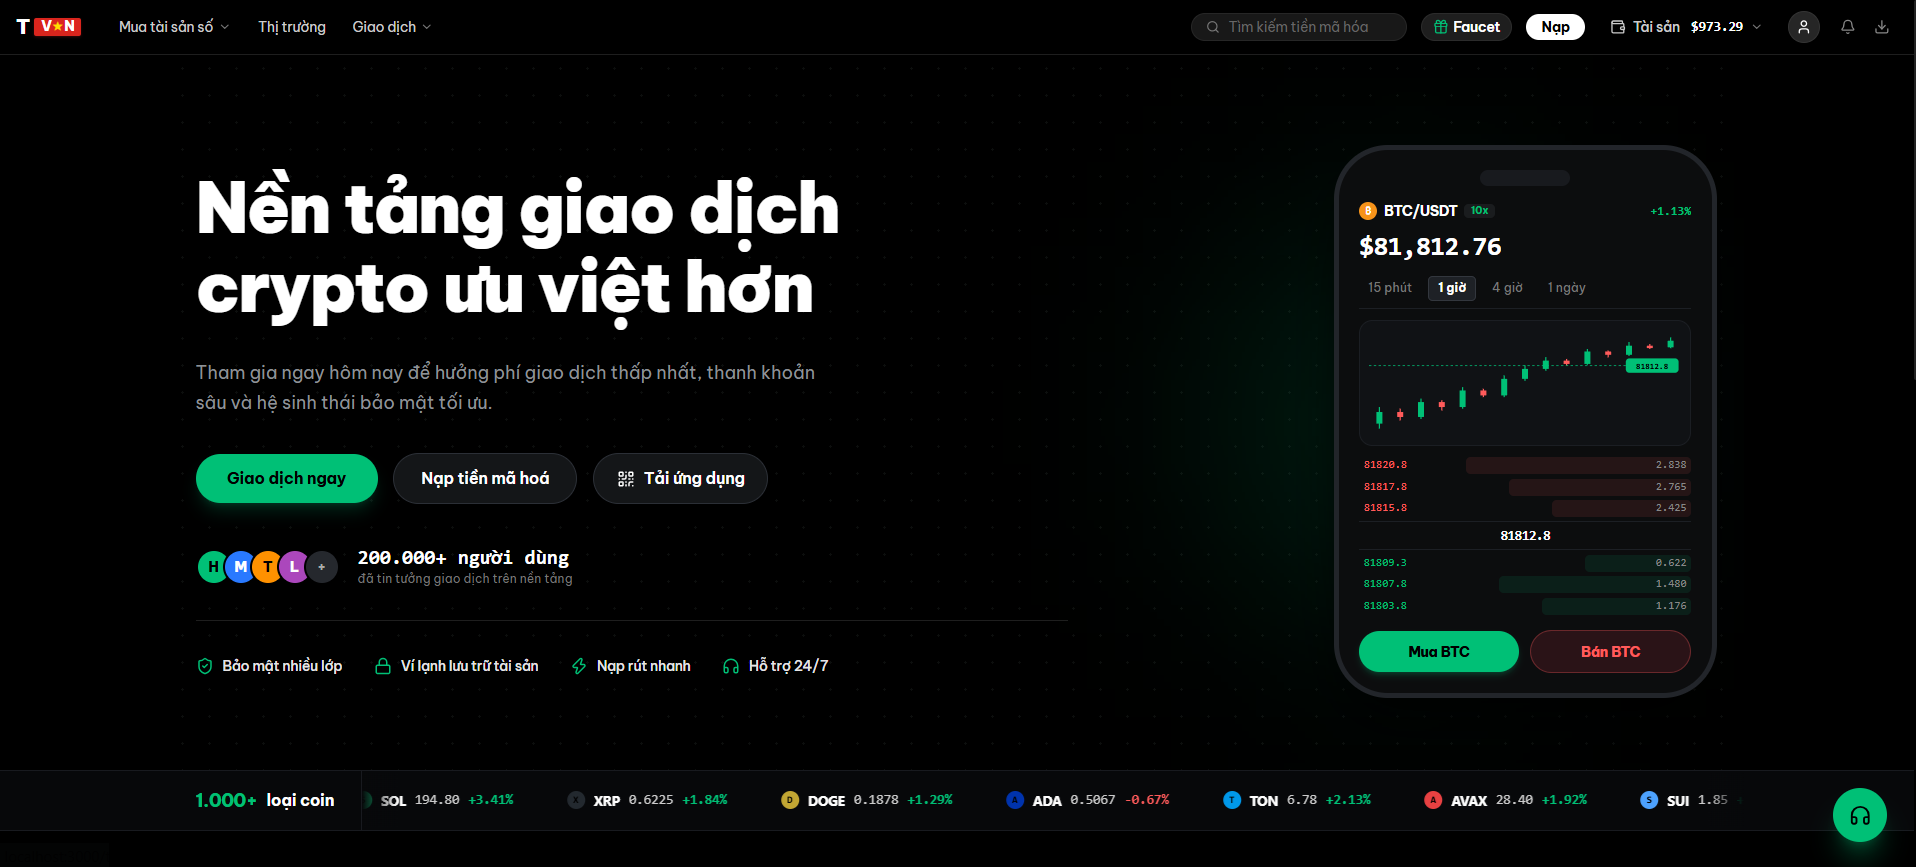 T V★N
Mua tài sản số
Thị trường
Giao dịch
Tìm kiếm tiền mã hóa
Faucet
Nạp
Tài sản $973.29
Nền tảng giao dịch
crypto ưu việt hơn
Tham gia ngay hôm nay để hưởng phí giao dịch thấp nhất, thanh khoản
sâu và hệ sinh thái bảo mật tối ưu.
Giao dịch ngay
Nạp tiền mã hoá
Tải ứng dụng
H M T L +
200.000+ người dùng
đã tin tưởng giao dịch trên nền tảng
Bảo mật nhiều lớp
Ví lạnh lưu trữ tài sản
Nạp rút nhanh
Hỗ trợ 24/7
BTC/USDT 10x +1.13%
$81,812.76
15 phút 1 giờ 4 giờ 1 ngày
81812.8
81820.8 2.838
81817.8 2.765
81815.8 2.425
81812.8
81809.3 0.622
81807.8 1.480
81803.8 1.176
Mua BTC
Bán BTC
1.000+ loại coin
SOL 194.80 +3.41%
X XRP 0.6225 +1.84%
D DOGE 0.1878 +1.29%
A ADA 0.5067 -0.67%
T TON 6.78 +2.13%
A AVAX 28.40 +1.92%
S SUI 1.85